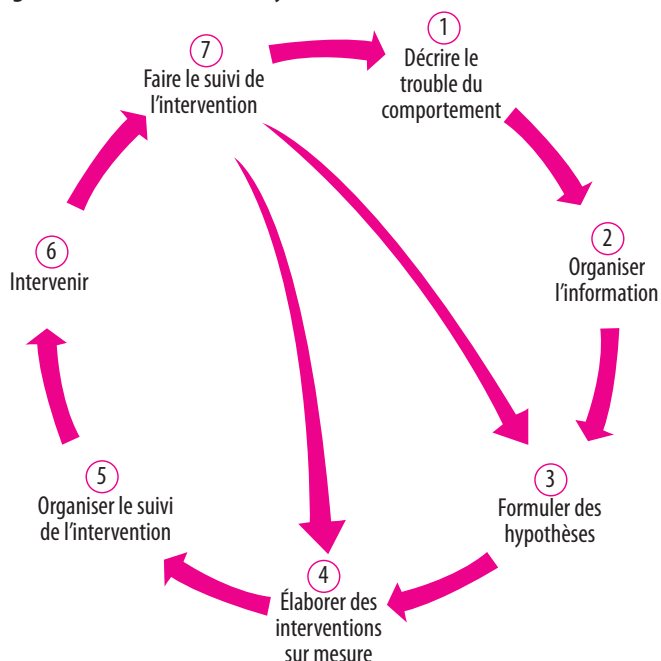 1
Décrire le
trouble du
comportement
2
Organiser
l’information
3
Formuler des
hypothèses
4
Élaborer des
interventions
sur mesure
5
Organiser le suivi
de l’intervention
6
Intervenir
7
Faire le suivi de
l’intervention